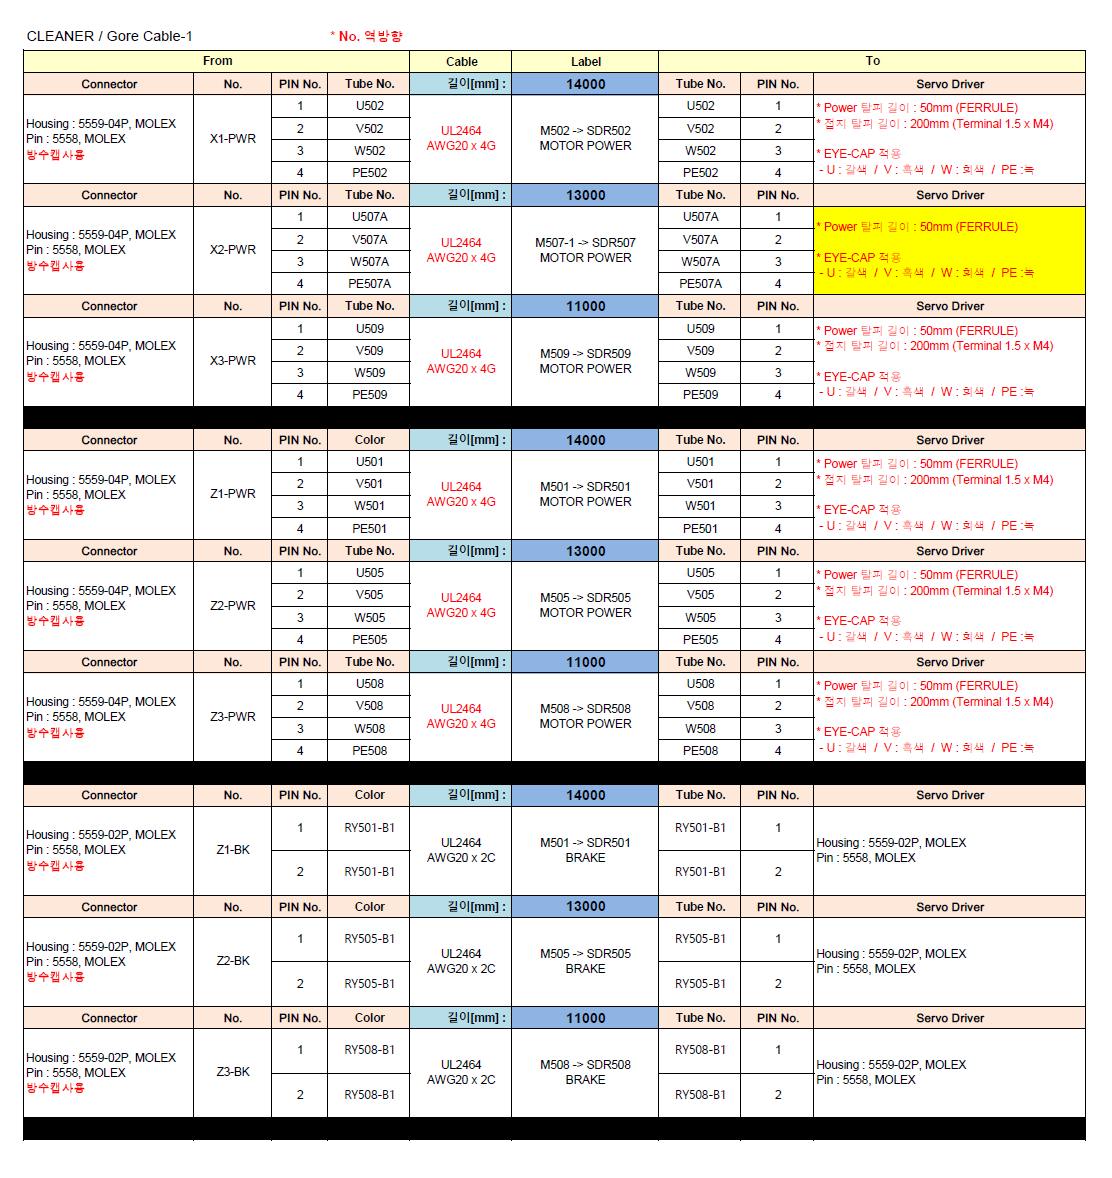 CLEANER / Gore Cable-1 * No. 역방향
From Cable Label To
Connector No. PIN No. Tube No. 길이[mm] : 14000 Tube No. PIN No. Servo Driver
Housing : 5559-04P, MOLEX
Pin : 5558, MOLEX
방수캡사용
X1-PWR
1 U502
2 V502
3 W502
4 PE502
UL2464
AWG20 x 4G
M502 -> SDR502
MOTOR POWER
U502 1
V502 2
W502 3
PE502 4
* Power 탈피 길이 : 50mm (FERRULE)
* 접지 탈피 길이 : 200mm (Terminal 1.5 x M4)
* EYE-CAP 적용
- U : 갈색 / V : 흑색 / W : 회색 / PE :녹
Connector No. PIN No. Tube No. 길이[mm] : 13000 Tube No. PIN No. Servo Driver
Housing : 5559-04P, MOLEX
Pin : 5558, MOLEX
방수캡사용
X2-PWR
1 U507A
2 V507A
3 W507A
4 PE507A
UL2464
AWG20 x 4G
M507-1 -> SDR507
MOTOR POWER
U507A 1
V507A 2
W507A 3
PE507A 4
* Power 탈피 길이 : 50mm (FERRULE)
* EYE-CAP 적용
- U : 갈색 / V : 흑색 / W : 회색 / PE :녹
Connector No. PIN No. Tube No. 길이[mm] : 11000 Tube No. PIN No. Servo Driver
Housing : 5559-04P, MOLEX
Pin : 5558, MOLEX
방수캡사용
X3-PWR
1 U509
2 V509
3 W509
4 PE509
UL2464
AWG20 x 4G
M509 -> SDR509
MOTOR POWER
U509 1
V509 2
W509 3
PE509 4
* Power 탈피 길이 : 50mm (FERRULE)
* 접지 탈피 길이 : 200mm (Terminal 1.5 x M4)
* EYE-CAP 적용
- U : 갈색 / V : 흑색 / W : 회색 / PE :녹
Connector No. PIN No. Color 길이[mm] : 14000 Tube No. PIN No. Servo Driver
Housing : 5559-04P, MOLEX
Pin : 5558, MOLEX
방수캡사용
Z1-PWR
1 U501
2 V501
3 W501
4 PE501
UL2464
AWG20 x 4G
M501 -> SDR501
MOTOR POWER
U501 1
V501 2
W501 3
PE501 4
* Power 탈피 길이 : 50mm (FERRULE)
* 접지 탈피 길이 : 200mm (Terminal 1.5 x M4)
* EYE-CAP 적용
- U : 갈색 / V : 흑색 / W : 회색 / PE :녹
Connector No. PIN No. Tube No. 길이[mm] : 13000 Tube No. PIN No. Servo Driver
Housing : 5559-04P, MOLEX
Pin : 5558, MOLEX
방수캡사용
Z2-PWR
1 U505
2 V505
3 W505
4 PE505
UL2464
AWG20 x 4G
M505 -> SDR505
MOTOR POWER
U505 1
V505 2
W505 3
PE505 4
* Power 탈피 길이 : 50mm (FERRULE)
* 접지 탈피 길이 : 200mm (Terminal 1.5 x M4)
* EYE-CAP 적용
- U : 갈색 / V : 흑색 / W : 회색 / PE :녹
Connector No. PIN No. Tube No. 길이[mm] : 11000 Tube No. PIN No. Servo Driver
Housing : 5559-04P, MOLEX
Pin : 5558, MOLEX
방수캡사용
Z3-PWR
1 U508
2 V508
3 W508
4 PE508
UL2464
AWG20 x 4G
M508 -> SDR508
MOTOR POWER
U508 1
V508 2
W508 3
PE508 4
* Power 탈피 길이 : 50mm (FERRULE)
* 접지 탈피 길이 : 200mm (Terminal 1.5 x M4)
* EYE-CAP 적용
- U : 갈색 / V : 흑색 / W : 회색 / PE :녹
Connector No. PIN No. Color 길이[mm] : 14000 Tube No. PIN No. Servo Driver
Housing : 5559-02P, MOLEX
Pin : 5558, MOLEX
방수캡사용
Z1-BK
1 RY501-B1
2 RY501-B1
UL2464
AWG20 x 2C
M501 -> SDR501
BRAKE
RY501-B1 1
RY501-B1 2
Housing : 5559-02P, MOLEX
Pin : 5558, MOLEX
Connector No. PIN No. Color 길이[mm] : 13000 Tube No. PIN No. Servo Driver
Housing : 5559-02P, MOLEX
Pin : 5558, MOLEX
방수캡사용
Z2-BK
1 RY505-B1
2 RY505-B1
UL2464
AWG20 x 2C
M505 -> SDR505
BRAKE
RY505-B1 1
RY505-B1 2
Housing : 5559-02P, MOLEX
Pin : 5558, MOLEX
Connector No. PIN No. Color 길이[mm] : 11000 Tube No. PIN No. Servo Driver
Housing : 5559-02P, MOLEX
Pin : 5558, MOLEX
방수캡사용
Z3-BK
1 RY508-B1
2 RY508-B1
UL2464
AWG20 x 2C
M508 -> SDR508
BRAKE
RY508-B1 1
RY508-B1 2
Housing : 5559-02P, MOLEX
Pin : 5558, MOLEX